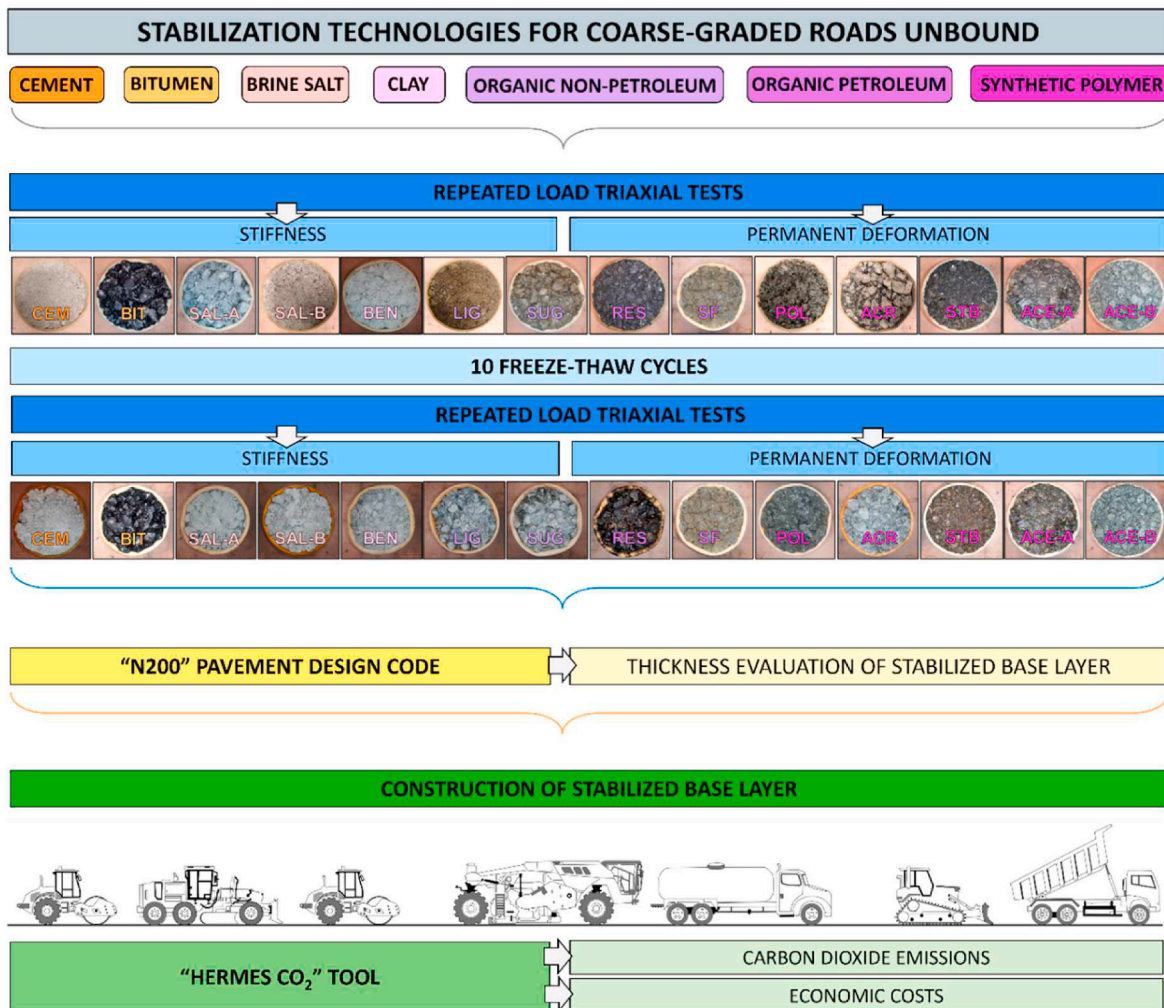 STABILIZATION TECHNOLOGIES FOR COARSE-GRADED ROADS UNBOUND
CEMENT BITUMEN BRINE SALT CLAY ORGANIC NON-PETROLEUM ORGANIC PETROLEUM SYNTHETIC POLYMER
REPEATED LOAD TRIAXIAL TESTS
STIFFNESS PERMANENT DEFORMATION
CEM BIT SAL-A SAL-B BEN LIG SUG RES SF POL ACR STB ACE-A ACE-B
10 FREEZE-THAW CYCLES
REPEATED LOAD TRIAXIAL TESTS
STIFFNESS PERMANENT DEFORMATION
CEM BIT SAL-A SAL-B BEN LIG SUG RES SF POL ACR STB ACE-A ACE-B
“N200” PAVEMENT DESIGN CODE THICKNESS EVALUATION OF STABILIZED BASE LAYER
CONSTRUCTION OF STABILIZED BASE LAYER
“HERMES CO₂” TOOL
CARBON DIOXIDE EMISSIONS
ECONOMIC COSTS